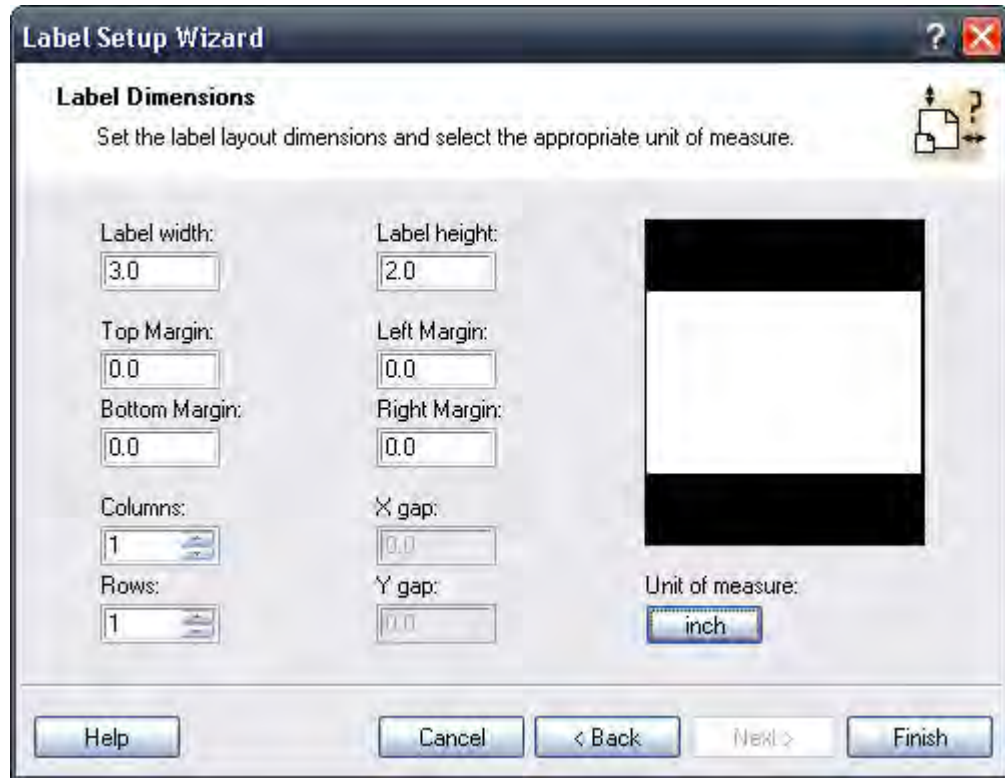 Label Setup Wizard
Label Dimensions
Set the label layout dimensions and select the appropriate unit of measure.
Label width: Label height:
3.0 2.0
Top Margin: Left Margin:
0.0 0.0
Bottom Margin: Right Margin:
0.0 0.0
Columns: X gap:
1 0.0
Rows: Y gap: Unit of measure:
1 0.0 inch
Help Cancel < Back Next > Finish